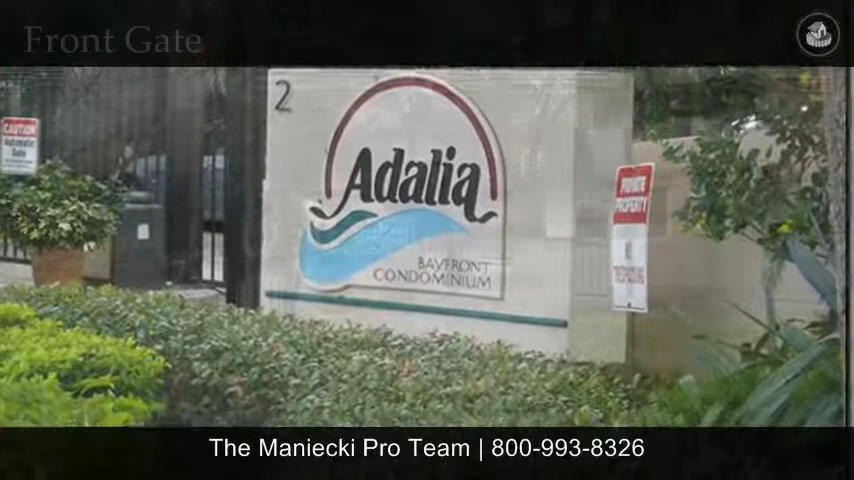 Front Gate
2
CAUTION
Automatic
Gate
Adalia
BAYFRONT
CONDOMINIUM
PRIVATE
PROPERTY
NO
TRESPASSING
The Maniecki Pro Team | 800-993-8326